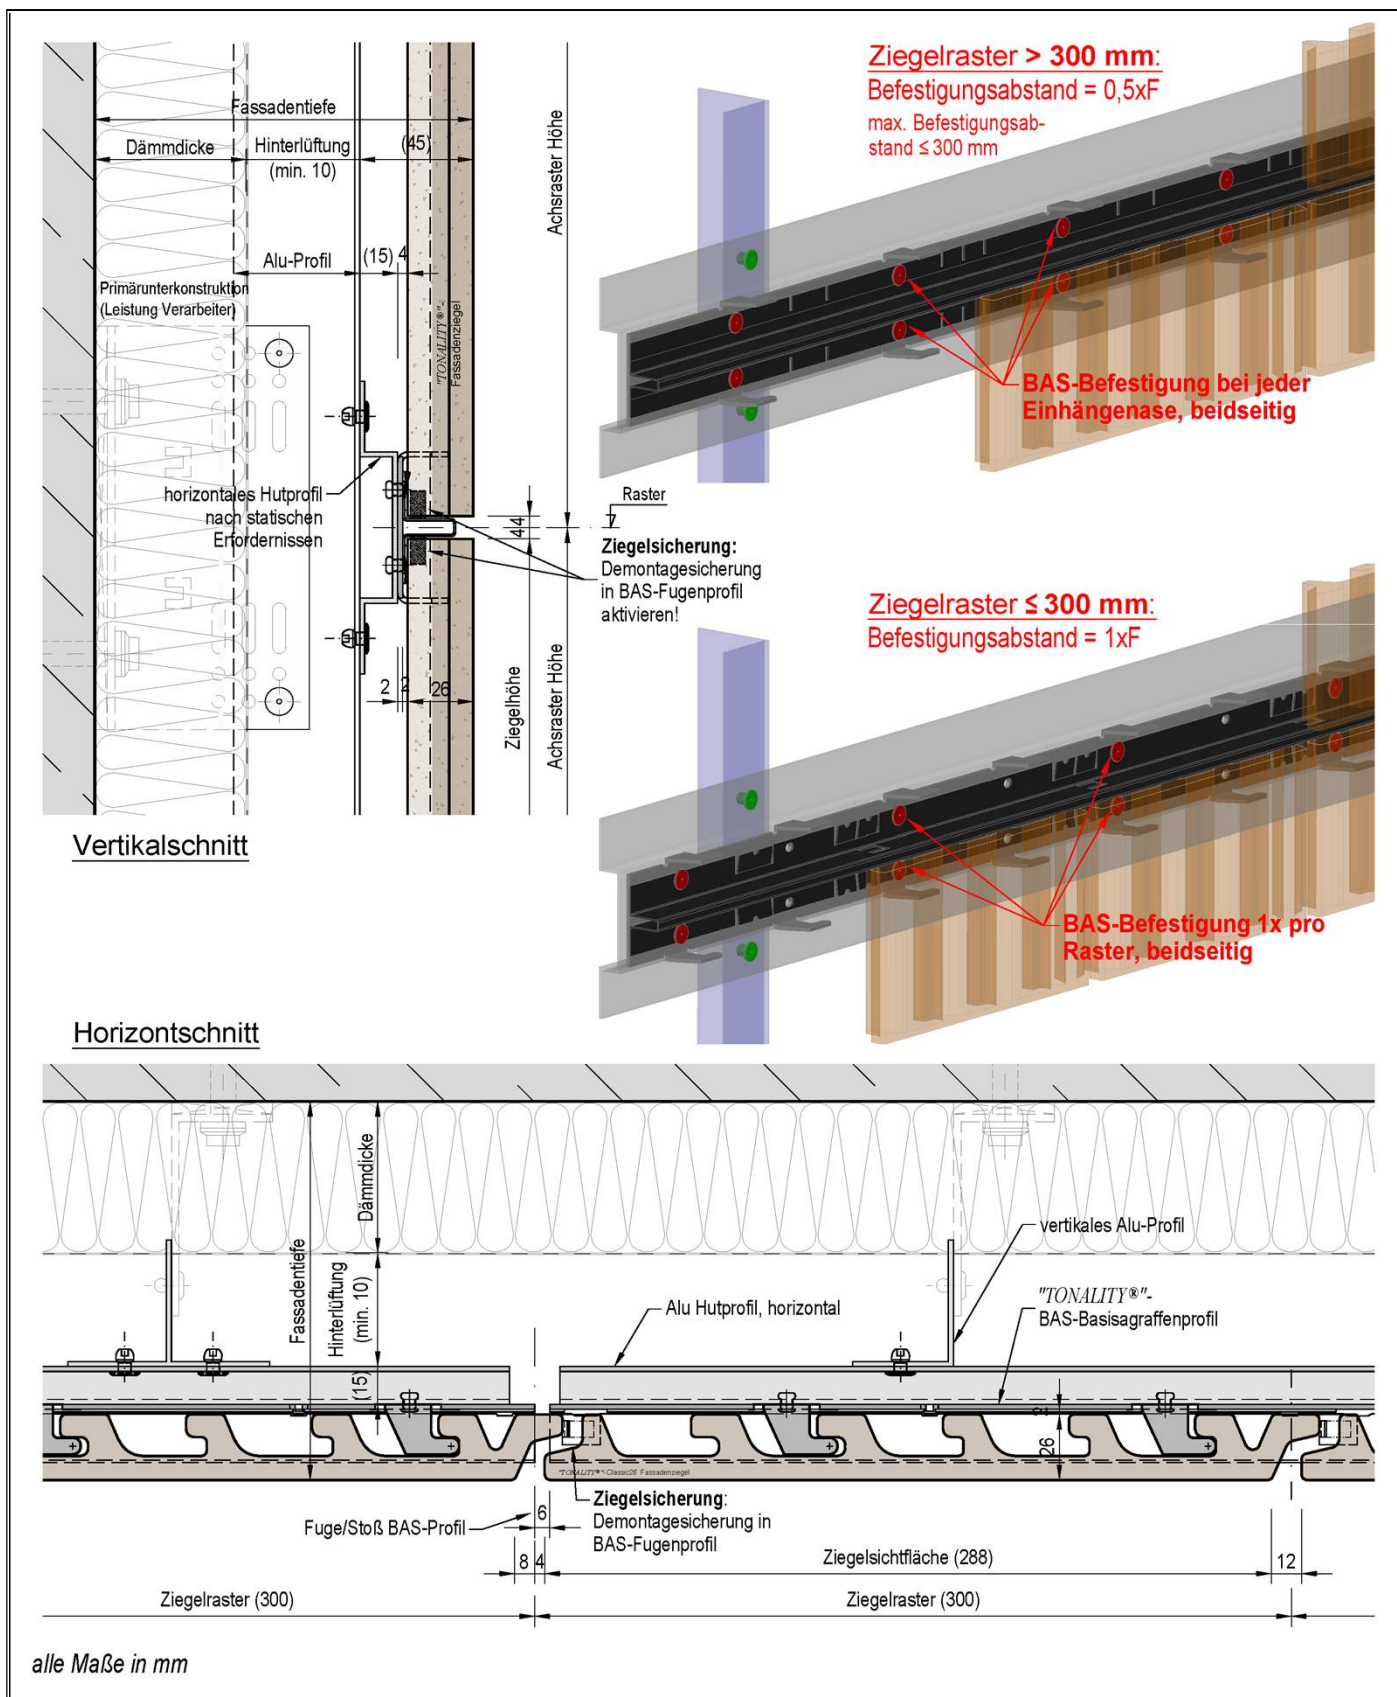 Fassadentiefe
Dämmdicke
Hinterlüftung
(min. 10)
(45)
Alu-Profil
(15)
4
Primärunterkonstruktion
(Leistung Verarbeiter)
"TONALITY®"-
Fassadenziegel
Achsraster Höhe
horizontales Hutprofil
nach statischen
Erfordernissen
44
Raster
7
Ziegelsicherung:
Demontagesicherung
in BAS-Fugenprofil
aktivieren!
2
2
26
Ziegelhöhe
Achsraster Höhe
Vertikalschnitt
Ziegelraster > 300 mm:
Befestigungsabstand = 0,5xF
max. Befestigungsab-
stand ≤ 300 mm
BAS-Befestigung bei jeder
Einhängenase, beidseitig
Ziegelraster ≤ 300 mm:
Befestigungsabstand = 1xF
BAS-Befestigung 1x pro
Raster, beidseitig
Horizontschnitt
Dämmdicke
Fassadentiefe
Hinterlüftung
(min. 10)
(15)
vertikales Alu-Profil
Alu Hutprofil, horizontal
"TONALITY®"-
BAS-Basisagraffenprofil
2
26
"TONALITY®"-Classic26 Fassadenziegel
Ziegelsicherung:
Demontagesicherung in
BAS-Fugenprofil
Fuge/Stoß BAS-Profil
6
8
4
Ziegelsichtfläche (288)
12
Ziegelraster (300)
Ziegelraster (300)
alle Maße in mm